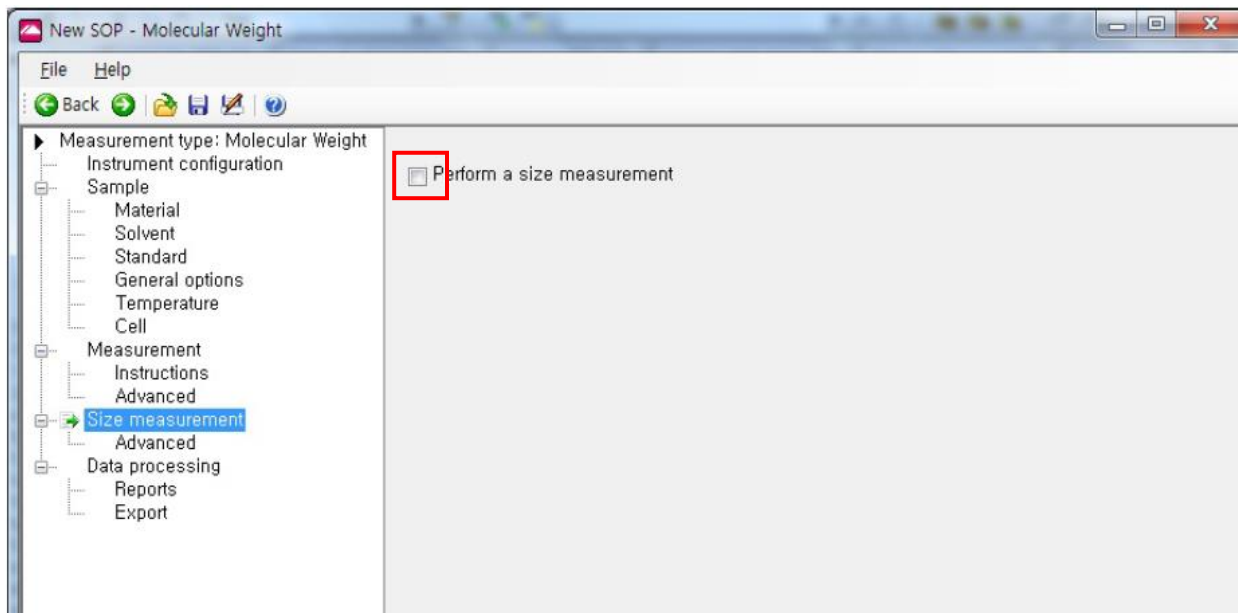 New SOP - Molecular Weight
File Help
Back
Measurement type: Molecular Weight
Instrument configuration
Sample
Material
Solvent
Standard
General options
Temperature
Cell
Measurement
Instructions
Advanced
Size measurement
Advanced
Data processing
Reports
Export
Perform a size measurement